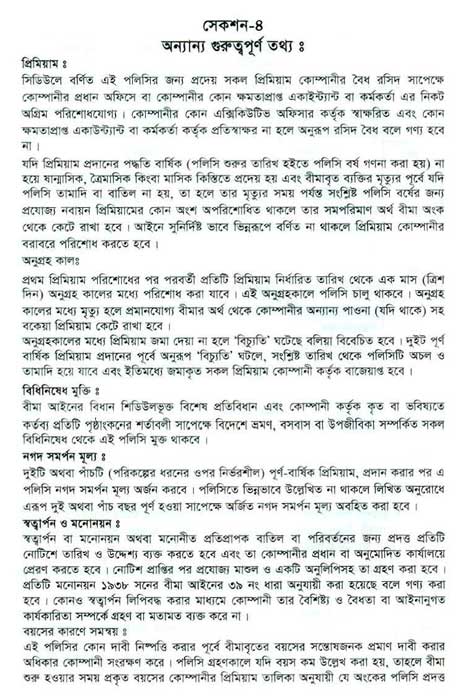 সেকশন-৪
অন্যান্য গুরুত্বপূর্ণ তথ্য ঃ
প্রিমিয়াম ঃ
সিডিউলে বর্ণিত এই পলিসির জন্য প্রদেয় সকল প্রিমিয়াম কোম্পানীর বৈধ রসিদ সাপেক্ষে
কোম্পানীর প্রধান অফিসে বা কোম্পানীর কোন ক্ষমতাপ্রাপ্ত একাইন্ট্যান্ট বা কর্মকর্তা এর নিকট
অগ্রিম পরিশোধযোগ্য। কোম্পানীর কোন এক্সিকিউটিভ অফিসার কর্তৃক স্বাক্ষরিত এবং কোন
ক্ষমতাপ্রাপ্ত একাউন্ট্যান্ট বা কর্মকর্তা কর্তৃক প্রতিস্বাক্ষর না হলে অনুরূপ রসিদ বৈধ বলে গণ্য হবে
না।
যদি প্রিমিয়াম প্রদানের পদ্ধতি বার্ষিক (পলিসি শুরুর তারিখ হইতে পলিসি বর্ষ গণনা করা হয়) না
হয়ে ষান্মাসিক, ত্রৈমাসিক কিংবা মাসিক কিস্তিতে প্রদেয় হয় এবং বীমাবৃত ব্যক্তির মৃত্যুর পূর্বে যদি
পলিসি তামাদি বা বাতিল না হয়, তা হলে তার মৃত্যুর সময় পর্যন্ত সংশ্লিষ্ট পলিসি বর্ষের জন্য
প্রযোজ্য নবায়ন প্রিমিয়ামের কোন অংশ অপরিশোধিত থাকলে তার সমপরিমাণ অর্থ বীমা অংক
থেকে কেটে রাখা হবে। আইনে সুনির্দিষ্ট ভাবে ভিন্নরূপে বর্ণিত না থাকলে প্রিমিয়াম কোম্পানীর
বরাবরে পরিশোধ করতে হবে।
অনুগ্রহ কালঃ
প্রথম প্রিমিয়াম পরিশোধের পর পরবর্তী প্রতিটি প্রিমিয়াম নির্ধারিত তারিখ থেকে এক মাস (ত্রিশ
দিন) অনুগ্রহ কালের মধ্যে পরিশোধ করা যাবে। এই অনুগ্রহকালে পলিসি চালু থাকবে। অনুগ্রহ
কালের মধ্যে মৃত্যু হলে প্রমানযোগ্য বীমার অর্থ থেকে কোম্পানীর অন্যান্য পাওনা (যদি থাকে) সহ
বকেয়া প্রিমিয়াম কেটে রাখা হবে।
অনুগ্রহকালের মধ্যে প্রিমিয়াম জমা দেয়া না হলে ‘বিচ্যুতি’ ঘটেছে বলিয়া বিবেচিত হবে। দুইট পূর্ণ
বার্ষিক প্রিমিয়াম প্রদানের পূর্বে অনুরূপ ‘বিচ্যুতি’ ঘটলে, সংশ্লিষ্ট তারিখ থেকে পলিসিটি অচল ও
তামাদি হয়ে যাবে এবং ইতিমধ্যে জমাকৃত সকল প্রিমিয়াম কোম্পানী কর্তৃক বাজেয়াপ্ত হবে।
বিধিনিষেধ মুক্তি ঃ
বীমা আইনের বিধান শিডিউলভুক্ত বিশেষ প্রতিবিধান এবং কোম্পানী কর্তৃক কৃত বা ভবিষ্যতে
কর্তব্য প্রতিটি পৃষ্ঠাংকনের শর্তাবলী সাপেক্ষে বিদেশে ভ্রমণ, বসবাস বা উপজীবিকা সম্পর্কিত সকল
বিধিনিষেধ থেকে এই পলিসি মুক্ত থাকবে।
নগদ সমর্পন মূল্য ঃ
দুইটি অথবা পাঁচটি (পরিকল্পের ধরনের ওপর নির্ভরশীল) পূর্ণ-বার্ষিক প্রিমিয়াম, প্রদান করার পর এ
পলিসি নগদ সমর্পন মূল্য অর্জন করবে। পলিসিতে ভিন্নভাবে উল্লেখিত না থাকলে লিখিত অনুরোধে
এরূপ দুই অথবা পাঁচ বছর পূর্ণ হওয়া সাপেক্ষে অর্জিত নগদ সমর্পন মূল্য অবহিত করা হবে।
স্বত্বার্পন ও মনোনয়ন ঃ
স্বত্বার্পন বা মনোনয়ন অথবা মনোনীত প্রতিপ্রাপক বাতিল বা পরিবর্তনের জন্য প্রদত্ত প্রতিটি
নোটিশে তারিখ ও উদ্দেশ্য ব্যক্ত করতে হবে এবং তা কোম্পানীর প্রধান বা অনুমোদিত কার্যালয়ে
প্রেরণ করতে হবে। নোটিশ প্রাপ্তির পর প্রযোজ্য মাশুল ও একটি অনুলিপিসহ তা গ্রহণ করা হবে।
প্রতিটি মনোনয়ন ১৯৩৮ সনের বীমা আইনের ৩৯ নং ধারা অনুযায়ী করা হয়েছে বলে গণ্য করা
হবে। কোনও স্বত্বার্পন লিপিবদ্ধ করার মাধ্যমে কোম্পানী তার বৈশিষ্ট্য ও বৈধতা বা আইনানুগত
কার্যকারিতা সম্পর্কে গ্রহণ বা মতামত ব্যক্ত করে না।
বয়সের কারণে সমন্বয় ঃ
এই পলিসির কোন দাবী নিষ্পত্তি করার পূর্বে বীমাবৃতের বয়সের সন্তোষজনক প্রমাণ দাবী করার
অধিকার কোম্পানী সংরক্ষণ করে। পলিসি গ্রহণকালে যদি বয়স কম উল্লেখ করা হয়, তাহলে বীমা
শুরু হওয়ার সময় প্রকৃত বয়সের কোম্পানীর প্রিমিয়াম তালিকা অনুযায়ী যে অংকের পলিসি প্রদত্ত